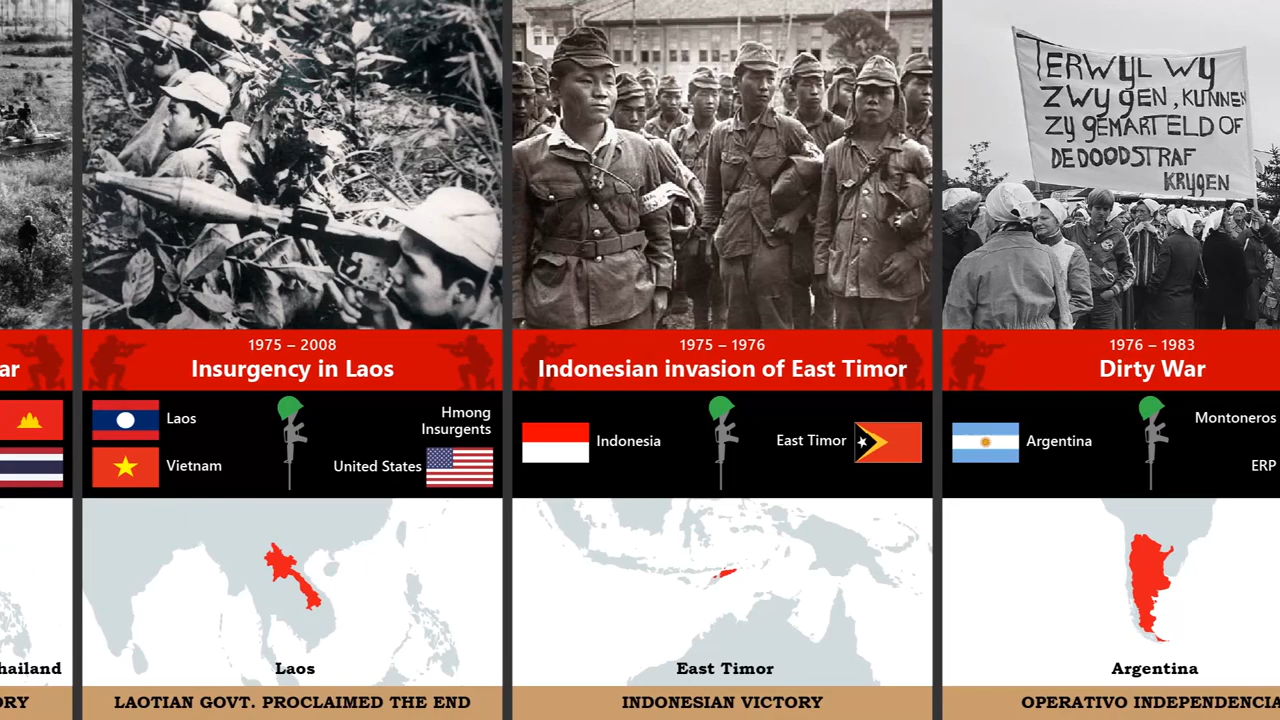 ar
hailand
ORY
1975 – 2008
Insurgency in Laos
Laos
Vietnam
Hmong
Insurgents
United States
Laos
LAOTIAN GOVT. PROCLAIMED THE END
1975 – 1976
Indonesian invasion of East Timor
Indonesia
East Timor
East Timor
INDONESIAN VICTORY
TERWyL Wy
ZWygEN, KUNNEN
Zy gEMARTELD OF
DE DOODSTRAF
KRygEN
1976 – 1983
Dirty War
Argentina
Montoneros
ERP
Argentina
OPERATIVO INDEPENDENCIA